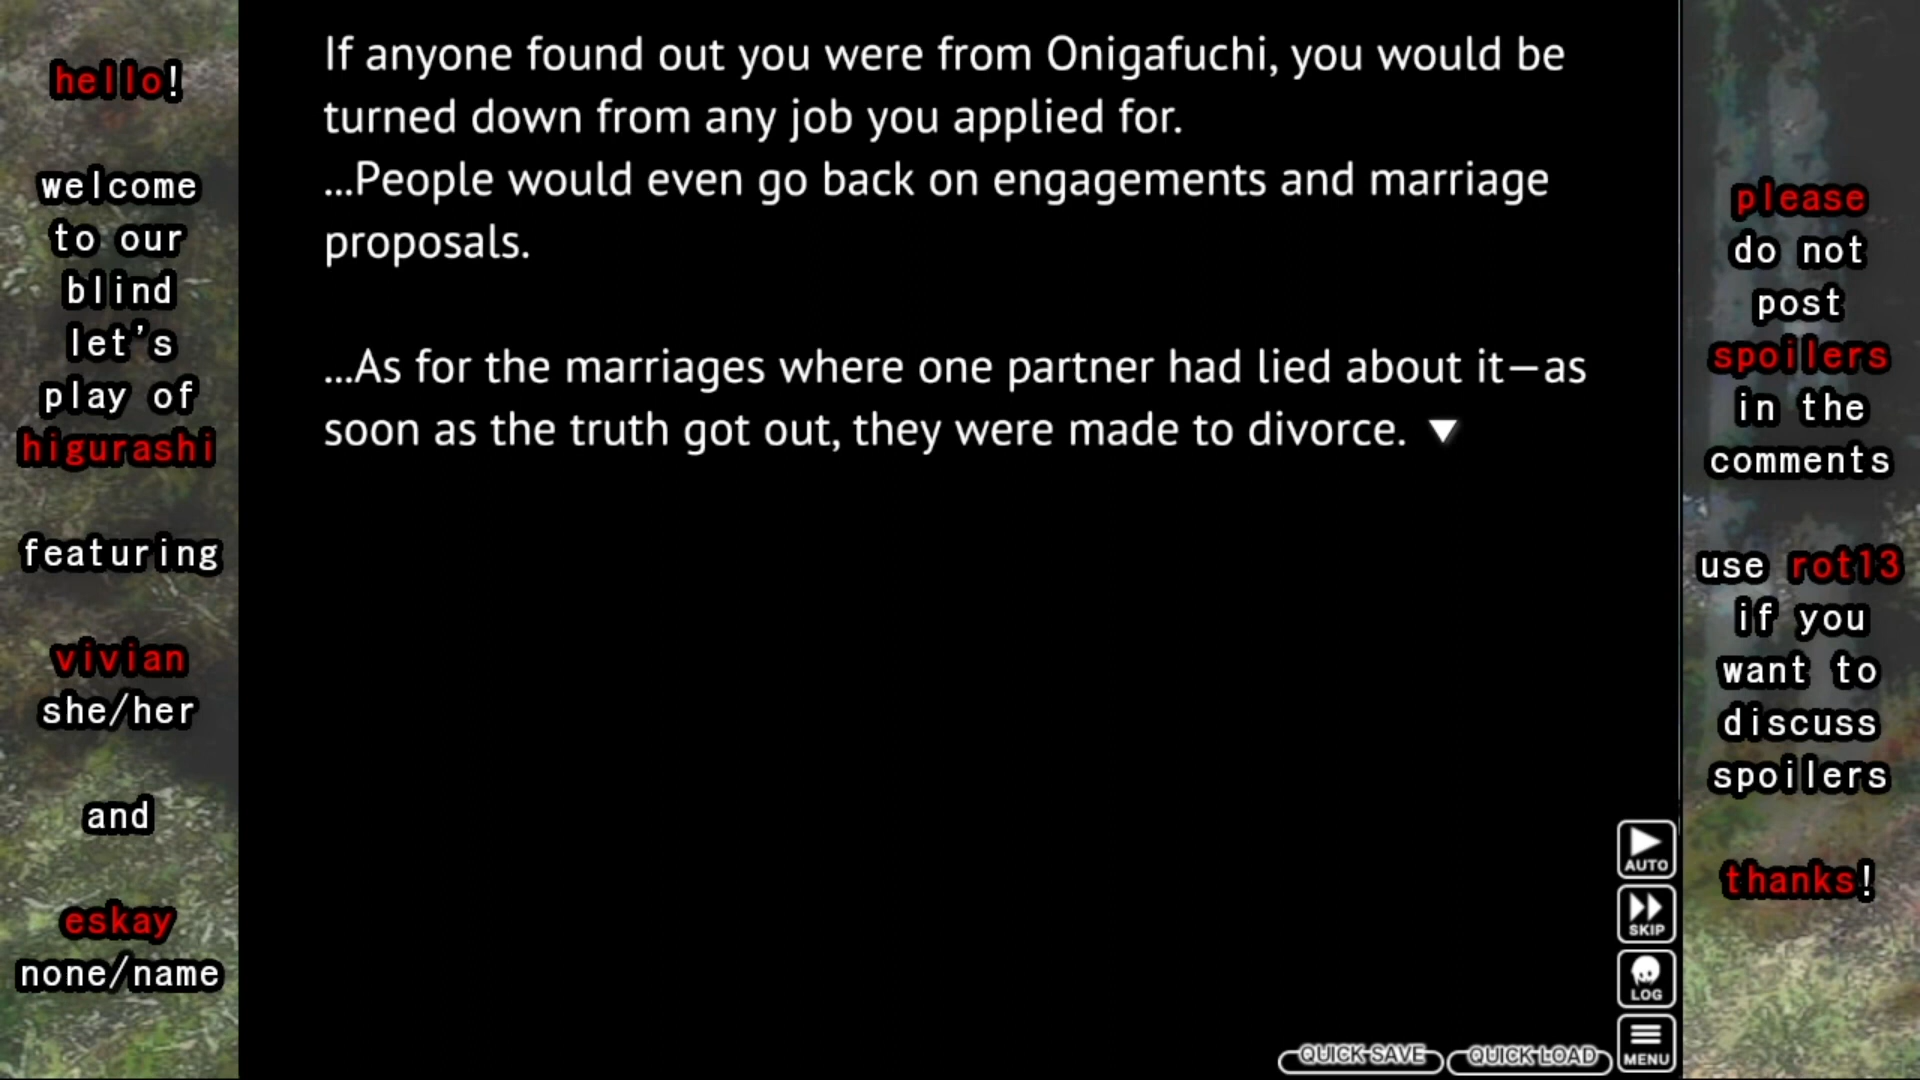 hello!
welcome
to our
blind
let's
play of
higurashi
featuring
vivian
she/her
and
eskay
none/name
If anyone found out you were from Onigafuchi, you would be
turned down from any job you applied for.
...People would even go back on engagements and marriage
proposals.
...As for the marriages where one partner had lied about it—as
soon as the truth got out, they were made to divorce.
AUTO
SKIP
LOG
MENU
QUICK SAVE
QUICK LOAD
please
do not
post
spoilers
in the
comments
use rot13
if you
want to
discuss
spoilers
thanks!